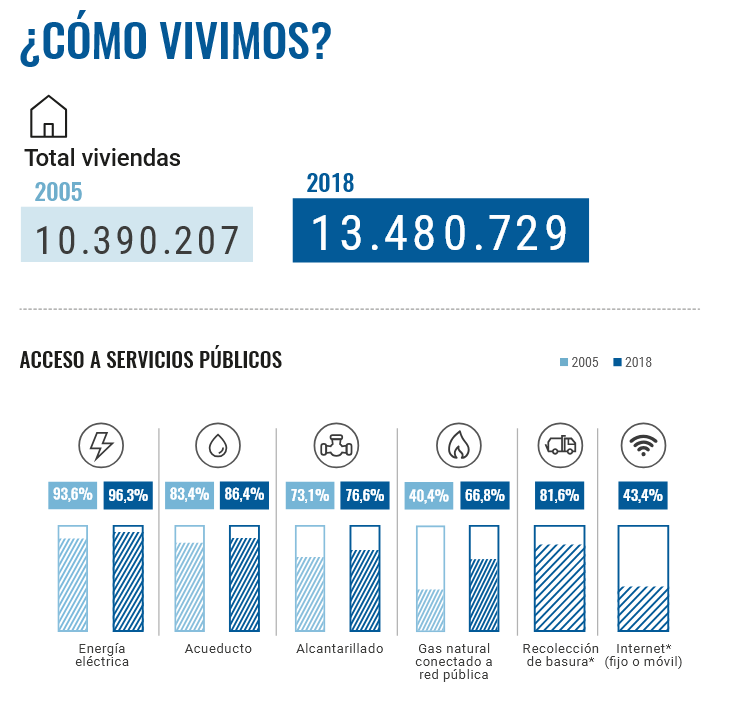 ¿CÓMO VIVIMOS?
Total viviendas
2005
10.390.207
2018
13.480.729
ACCESO A SERVICIOS PÚBLICOS
2005
2018
93,6%
96,3%
83,4%
86,4%
73,1%
76,6%
40,4%
66,8%
81,6%
43,4%
Energía
eléctrica
Acueducto
Alcantarillado
Gas natural
conectado a
red pública
Recolección
de basura*
Internet*
(fijo o móvil)